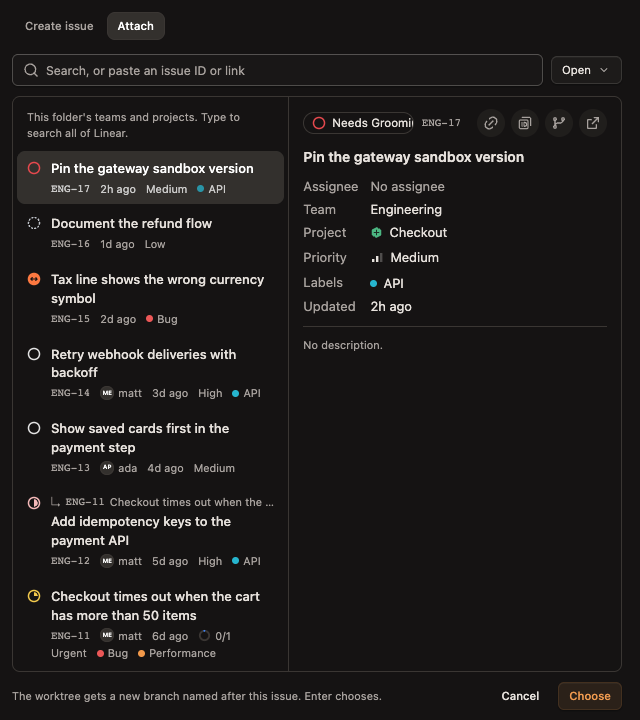 Create issue
Attach
Search, or paste an issue ID or link
Open
This folder's teams and projects. Type to
search all of Linear.
Pin the gateway sandbox version
ENG-17 2h ago Medium API
Document the refund flow
ENG-16 1d ago Low
Tax line shows the wrong currency
symbol
ENG-15 2d ago Bug
Retry webhook deliveries with
backoff
ENG-14 ME matt 3d ago High API
Show saved cards first in the
payment step
ENG-13 AP ada 4d ago Medium
ENG-11 Checkout times out when the ...
Add idempotency keys to the
payment API
ENG-12 ME matt 5d ago High API
Checkout times out when the cart
has more than 50 items
ENG-11 ME matt 6d ago 0/1
Urgent Bug Performance
Needs Groomi
ENG-17
Pin the gateway sandbox version
Assignee No assignee
Team Engineering
Project Checkout
Priority Medium
Labels API
Updated 2h ago
No description.
The worktree gets a new branch named after this issue. Enter chooses.
Cancel
Choose